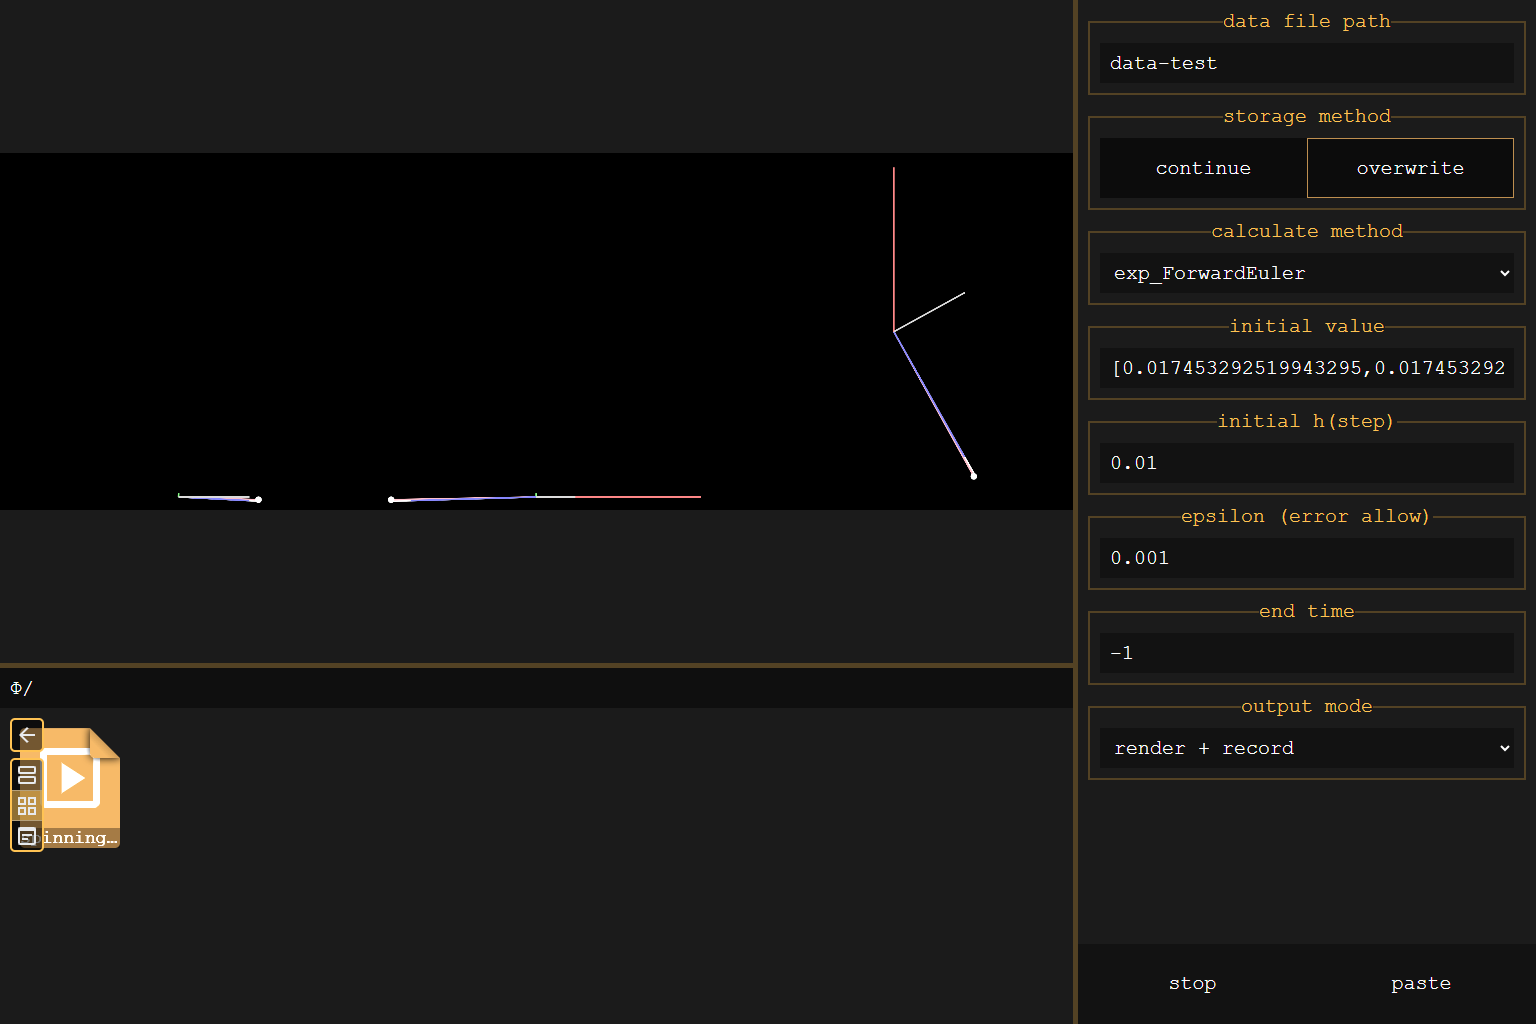 data file path
data-test
storage method
continue
overwrite
calculate method
exp_ForwardEuler
initial value
[0.017453292519943295,0.017453292
initial h(step)
0.01
epsilon (error allow)
0.001
end time
-1
output mode
render + record
Φ/
pinning…
stop
paste